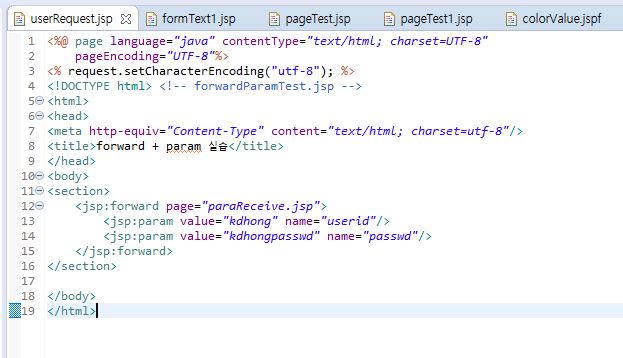 userRequest.jsp formText1.jsp pageTest.jsp pageTest1.jsp colorValue.jspf
1 <%@ page language="java" contentType="text/html; charset=UTF-8"
2 pageEncoding="UTF-8"%>
3 <% request.setCharacterEncoding("utf-8"); %>
4 <!DOCTYPE html> <!-- forwardParamTest.jsp -->
5 <html>
6 <head>
7 <meta http-equiv="Content-Type" content="text/html; charset=utf-8"/>
8 <title>forward + param 실습</title>
9 </head>
10 <body>
11 <section>
12 <jsp:forward page="paraReceive.jsp">
13 <jsp:param value="kdhong" name="userid"/>
14 <jsp:param value="kdhongpasswd" name="passwd"/>
15 </jsp:forward>
16 </section>
17
18 </body>
19 </html>